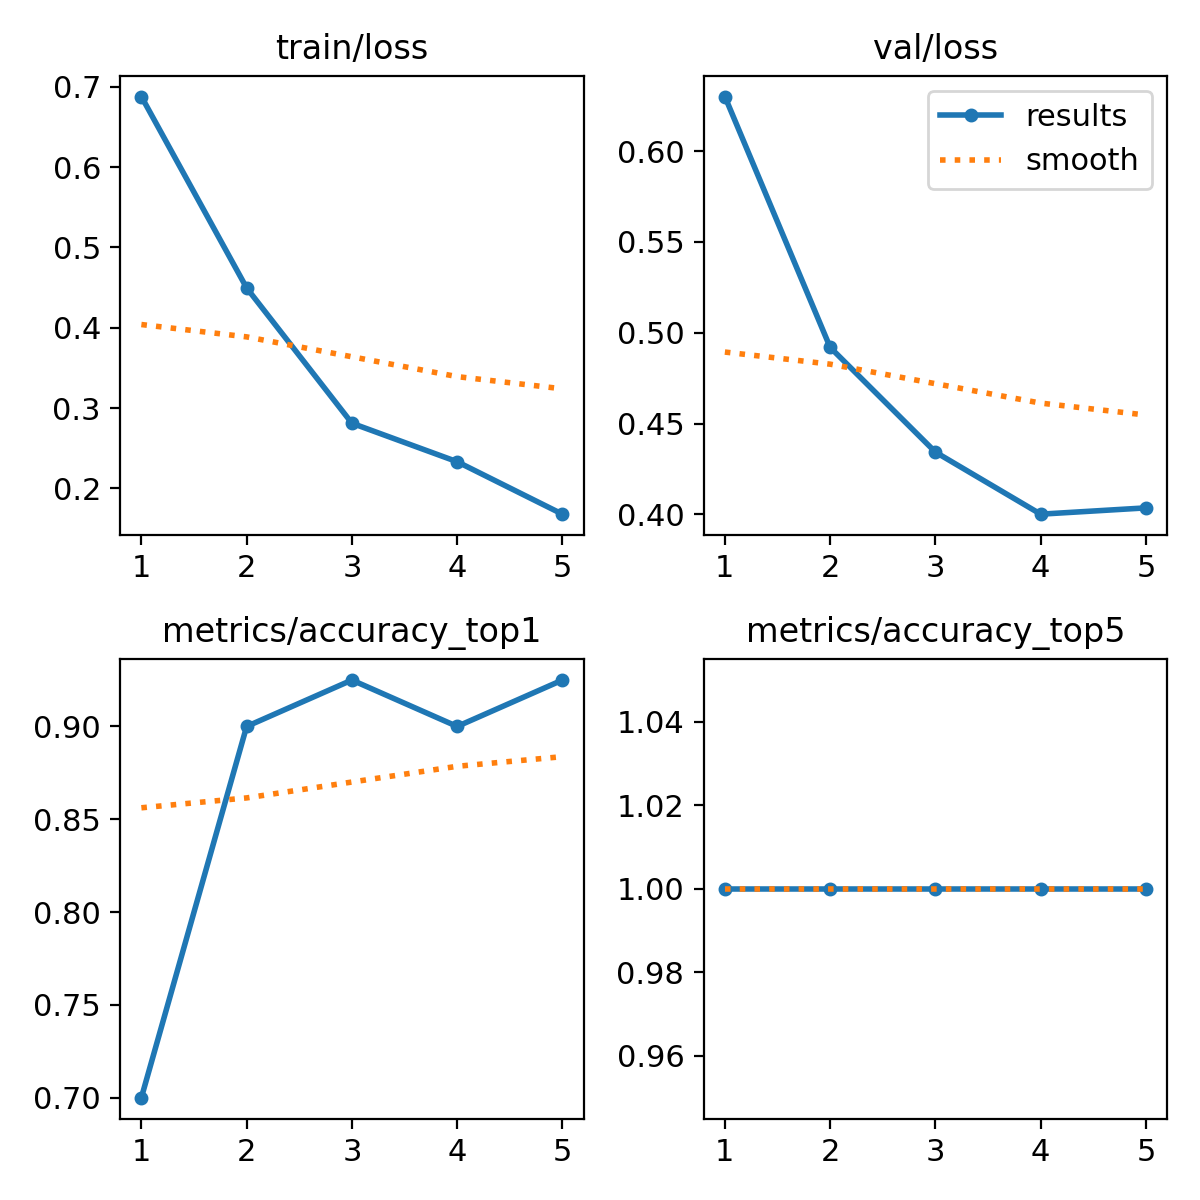 train/loss
0.7
0.6
0.5
0.4
0.3
0.2
1 2 3 4 5
val/loss
results
smooth
0.60
0.55
0.50
0.45
0.40
1 2 3 4 5
metrics/accuracy_top1
0.90
0.85
0.80
0.75
0.70
1 2 3 4 5
metrics/accuracy_top5
1.04
1.02
1.00
0.98
0.96
1 2 3 4 5